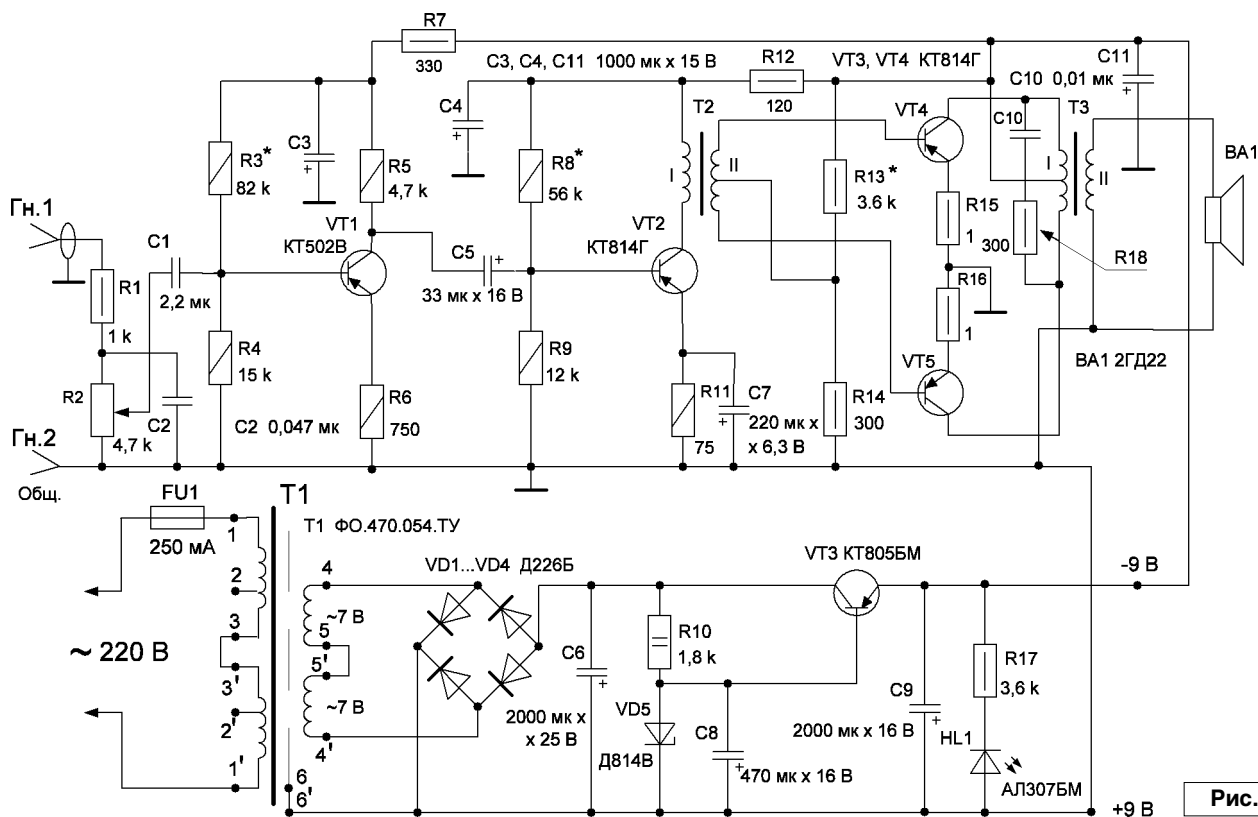 R7
330
C3, C4, C11 1000 мк x 15 В
R12
120
VT3, VT4 КТ814Г
C11
C10 0,01 мк
C10
T3
I
II
BA1
R3*
82 k
C3
R5
4,7 k
C4
R8*
56 k
T2
I
II
R13*
3.6 k
VT4
R15
1
300
R18
Гн.1
C1
2,2 мк
VT1
КТ502В
C5
33 мк x 16 В
VT2
КТ814Г
R16
1
R1
1 k
R4
15 k
R9
12 k
BA1 2ГД22
VT5
R2
4,7 k
C2
C2 0,047 мк
R6
750
R11
75
C7
220 мк x
x 6,3 В
R14
300
Гн.2
Общ.
FU1
250 мА
T1
T1 ФО.470.054.ТУ
1
2
3
3'
2'
1'
4
~7 В
5
5'
~7 В
4'
6
6'
~ 220 В
VD1...VD4 Д226Б
VT3 КТ805БМ
-9 В
C6
2000 мк x
x 25 В
R10
1,8 k
VD5
Д814В
C8
470 мк x 16 В
C9
2000 мк x 16 В
R17
3,6 k
HL1
АЛ307БМ
+9 В
Рис.